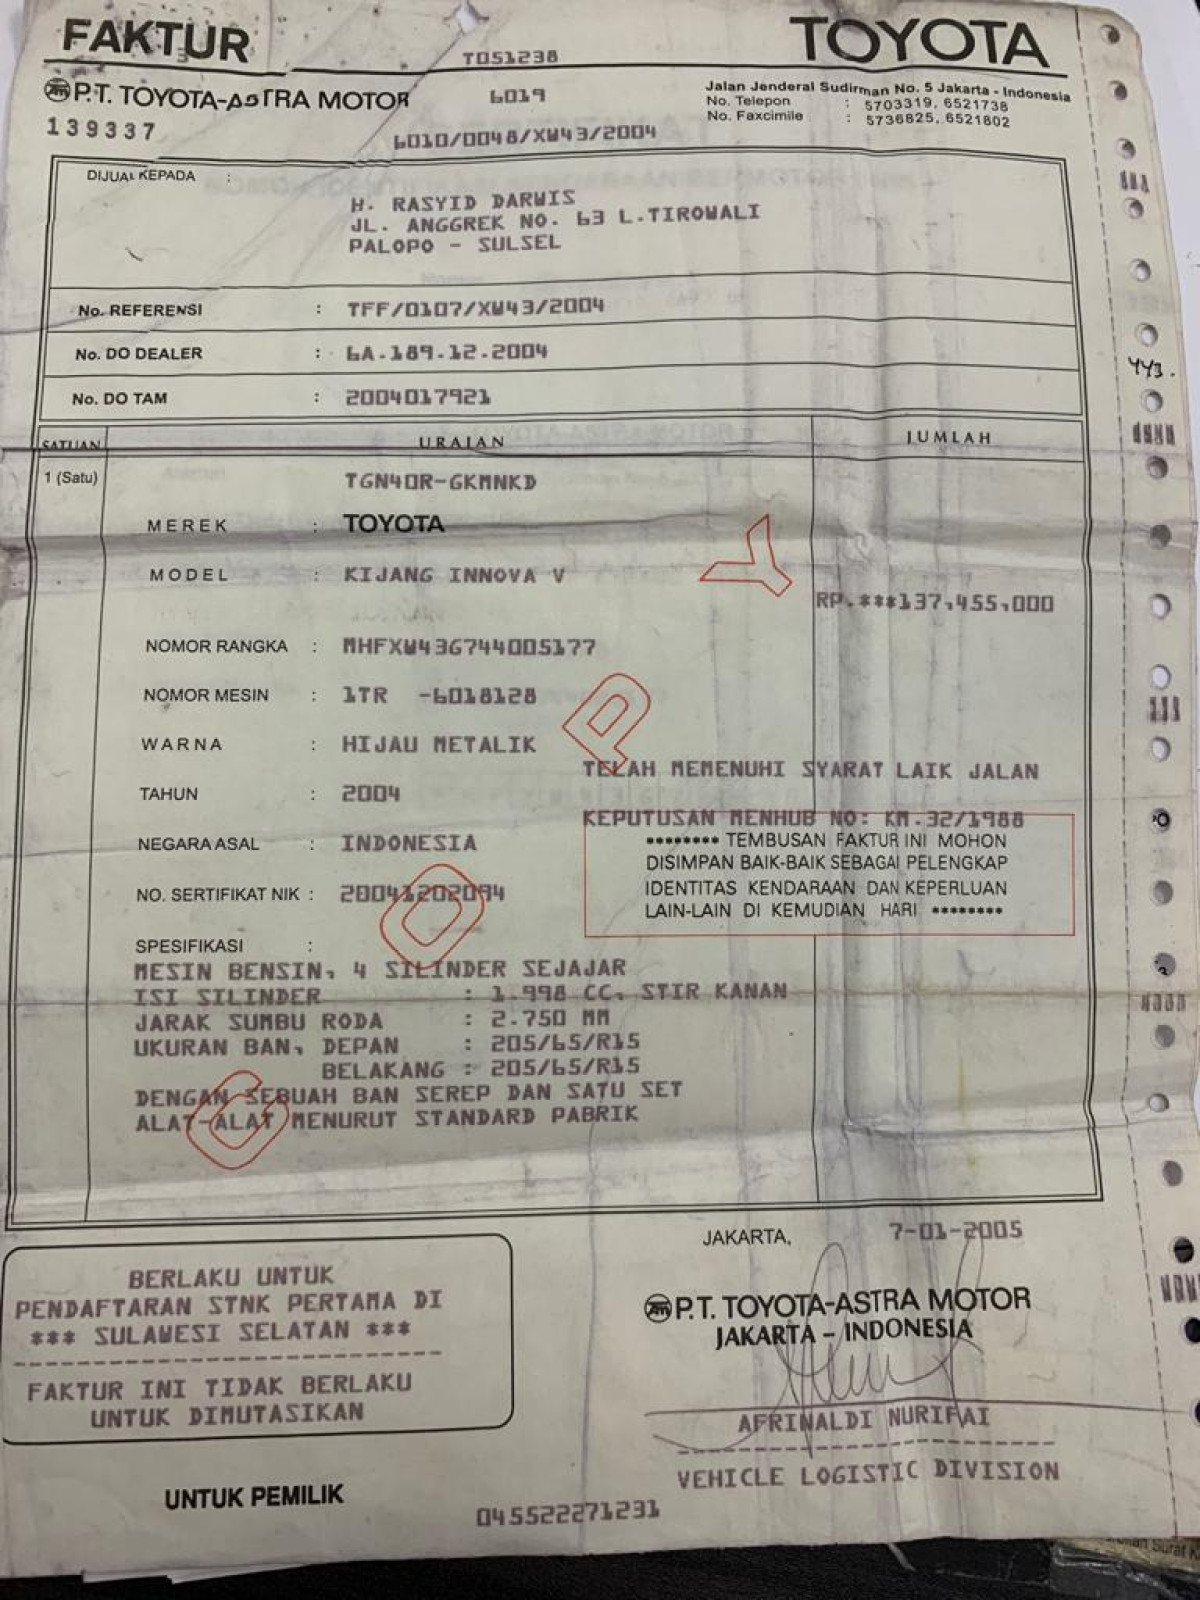 FAKTUR
TOYOTA
T051238
P.T. TOYOTA-ASTRA MOTOR
6019
Jalan Jenderal Sudirman No. 5 Jakarta - Indonesia
No. Telepon : 5703319, 6521738
No. Faxcimile : 5736825, 6521802
139337
6010/0048/XW43/2004
DIJUAL KEPADA :
H. RASYID DARWIS
JL. ANGGREK NO. 63 L.TIROWALI
PALOPO - SULSEL
No. REFERENSI : TFF/0107/XW43/2004
No. DO DEALER : 6A.189.12.2004
443.
No. DO TAM : 2004017921
SATUAN URAIAN JUMLAH
1 (Satu) TGN40R-GKMNKD
MEREK : TOYOTA
MODEL : KIJANG INNOVA V
RP.***137,455,000
NOMOR RANGKA : MHFXW436744005177
NOMOR MESIN : 1TR -6018128
WARNA : HIJAU METALIK
TELAH MEMENUHI SYARAT LAIK JALAN
TAHUN : 2004
KEPUTUSAN MENHUB NO: KM.32/1988
NEGARA ASAL : INDONESIA
******** TEMBUSAN FAKTUR INI MOHON
DISIMPAN BAIK-BAIK SEBAGAI PELENGKAP
IDENTITAS KENDARAAN DAN KEPERLUAN
LAIN-LAIN DI KEMUDIAN HARI ********
NO. SERTIFIKAT NIK : 20041202094
COPY
SPESIFIKASI :
MESIN BENSIN, 4 SILINDER SEJAJAR
ISI SILINDER : 1.998 CC, STIR KANAN
JARAK SUMBU RODA : 2.750 MM
UKURAN BAN, DEPAN : 205/65/R15
BELAKANG : 205/65/R15
DENGAN SEBUAH BAN SEREP DAN SATU SET
ALAT-ALAT MENURUT STANDARD PABRIK
JAKARTA, 7-01-2005
BERLAKU UNTUK
PENDAFTARAN STNK PERTAMA DI
*** SULAWESI SELATAN ***
FAKTUR INI TIDAK BERLAKU
UNTUK DIMUTASIKAN
P.T. TOYOTA-ASTRA MOTOR
JAKARTA - INDONESIA
AFRINALDI NURIFAI
VEHICLE LOGISTIC DIVISION
UNTUK PEMILIK
045522271231